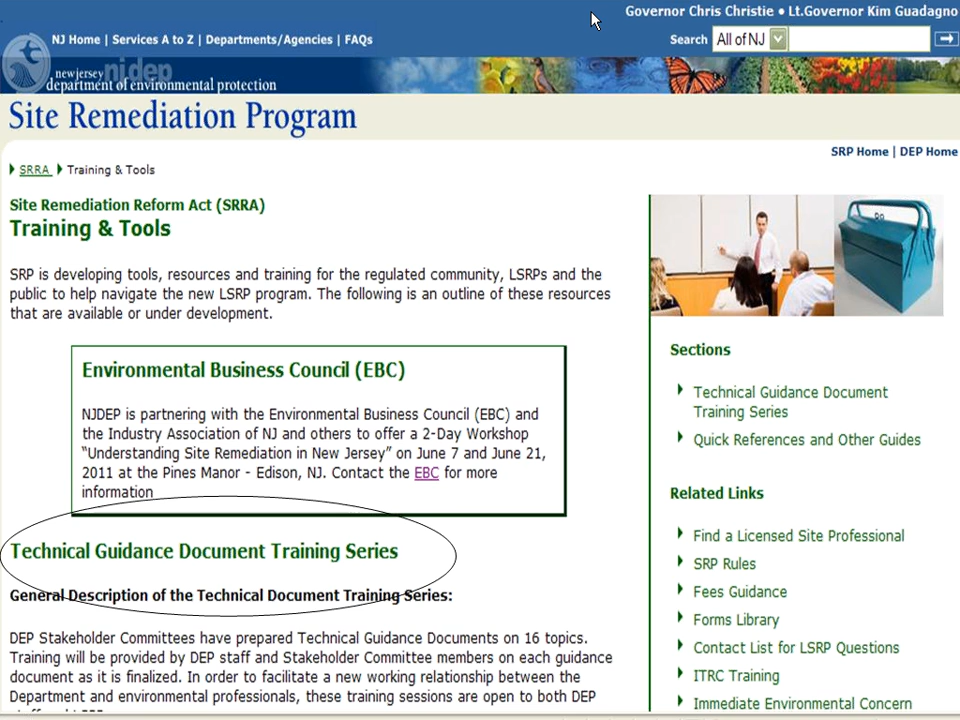 Governor Chris Christie • Lt.Governor Kim Guadagno
NJ Home | Services A to Z | Departments/Agencies | FAQs
Search All of NJ
newjersey njdep
department of environmental protection
Site Remediation Program
SRP Home | DEP Home
SRRA Training & Tools
Site Remediation Reform Act (SRRA)
Training & Tools
SRP is developing tools, resources and training for the regulated community, LSRPs and the
public to help navigate the new LSRP program. The following is an outline of these resources
that are available or under development.
Environmental Business Council (EBC)
NJDEP is partnering with the Environmental Business Council (EBC) and
the Industry Association of NJ and others to offer a 2-Day Workshop
“Understanding Site Remediation in New Jersey” on June 7 and June 21,
2011 at the Pines Manor - Edison, NJ. Contact the EBC for more
information
Technical Guidance Document Training Series
General Description of the Technical Document Training Series:
DEP Stakeholder Committees have prepared Technical Guidance Documents on 16 topics.
Training will be provided by DEP staff and Stakeholder Committee members on each guidance
document as it is finalized. In order to facilitate a new working relationship between the
Department and environmental professionals, these training sessions are open to both DEP
Sections
Technical Guidance Document
Training Series
Quick References and Other Guides
Related Links
Find a Licensed Site Professional
SRP Rules
Fees Guidance
Forms Library
Contact List for LSRP Questions
ITRC Training
Immediate Environmental Concern